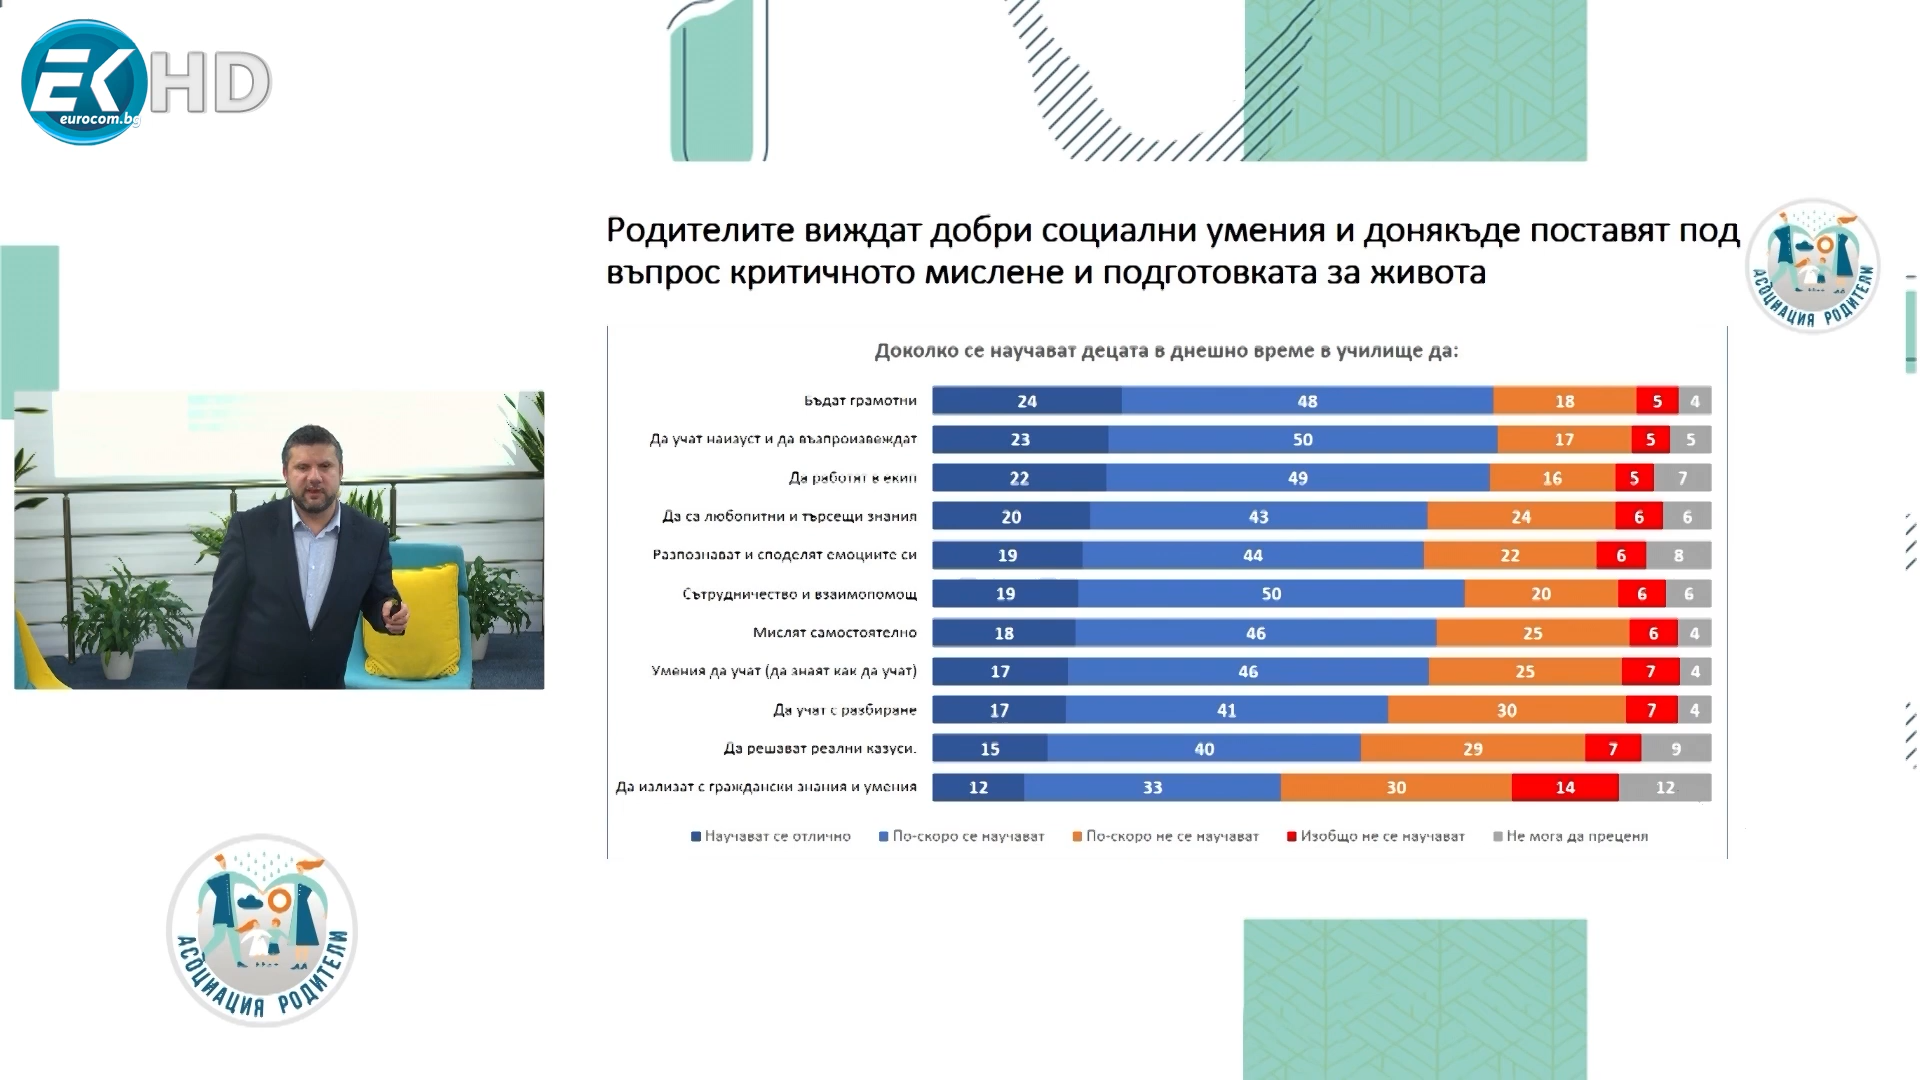 EK HD
eurocom.bg
Родителите виждат добри социални умения и донякъде поставят под
въпрос критичното мислене и подготовката за живота
АСОЦИАЦИЯ РОДИТЕЛИ
Доколко се научават децата в днешно време в училище да:
Бъдат грамотни 24 48 18 5 4
Да учат наизуст и да възпроизвеждат 23 50 17 5 5
Да работят в екип 22 49 16 5 7
Да са любопитни и търсещи знания 20 43 24 6 6
Разпознават и споделят емоциите си 19 44 22 6 8
Сътрудничество и взаимопомощ 19 50 20 6 6
Мислят самостоятелно 18 46 25 6 4
Умения да учат (да знаят как да учат) 17 46 25 7 4
Да учат с разбиране 17 41 30 7 4
Да решават реални казуси. 15 40 29 7 9
Да излизат с граждански знания и умения 12 33 30 14 12
Научават се отлично По-скоро се научават По-скоро не се научават Изобщо не се научават Не мога да преценя
АСОЦИАЦИЯ РОДИТЕЛИ